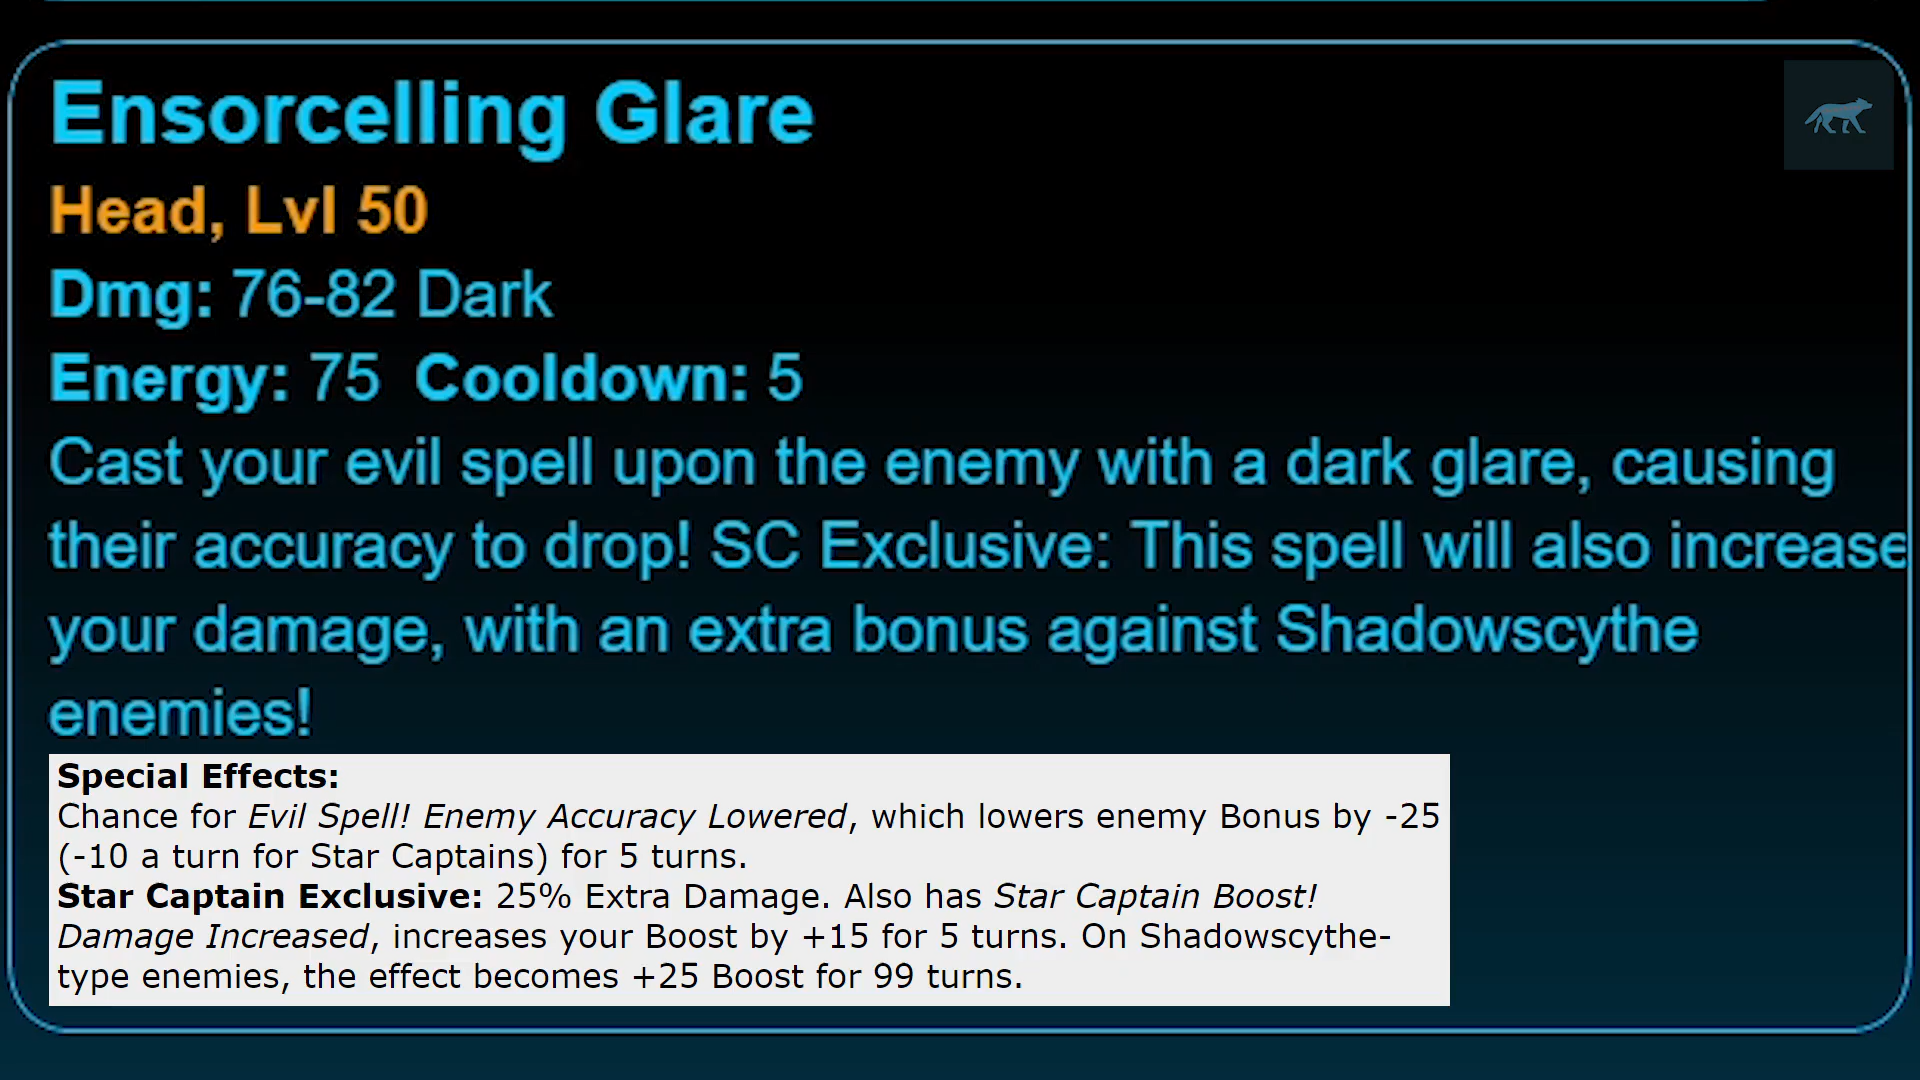 Ensorcelling Glare
Head, Lvl 50
Dmg: 76-82 Dark
Energy: 75 Cooldown: 5
Cast your evil spell upon the enemy with a dark glare, causing
their accuracy to drop! SC Exclusive: This spell will also increase
your damage, with an extra bonus against Shadowscythe
enemies!
Special Effects:
Chance for Evil Spell! Enemy Accuracy Lowered, which lowers enemy Bonus by -25
(-10 a turn for Star Captains) for 5 turns.
Star Captain Exclusive: 25% Extra Damage. Also has Star Captain Boost!
Damage Increased, increases your Boost by +15 for 5 turns. On Shadowscythe-
type enemies, the effect becomes +25 Boost for 99 turns.